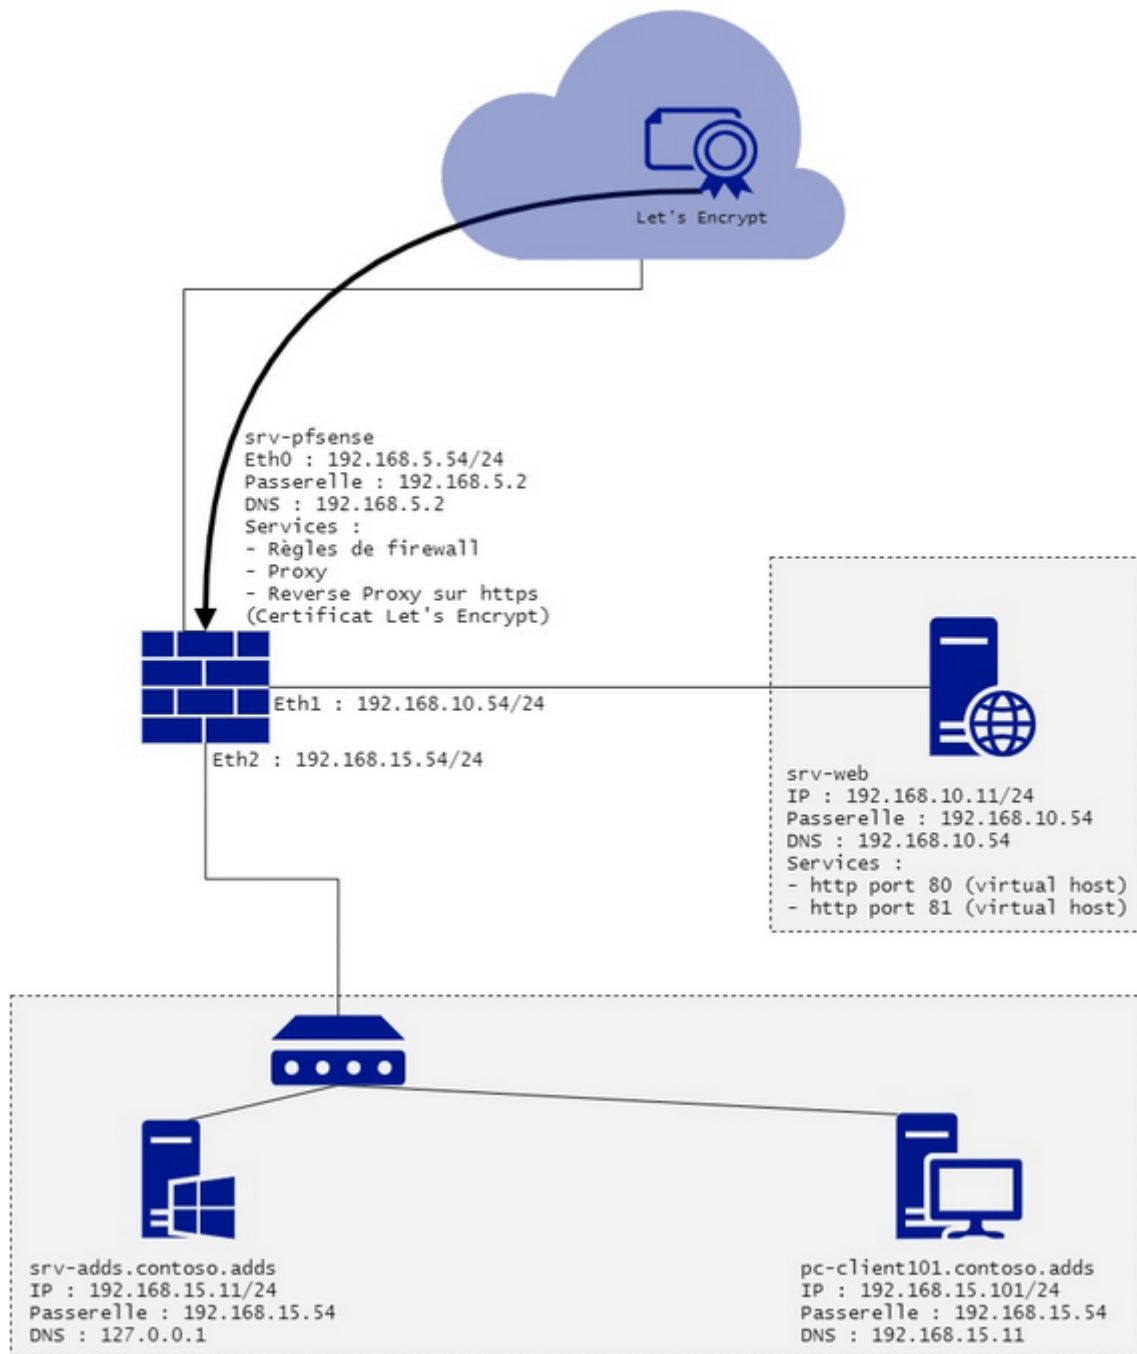 Let's Encrypt
srv-pfsense
Eth0 : 192.168.5.54/24
Passerelle : 192.168.5.2
DNS : 192.168.5.2
Services :
- Règles de firewall
- Proxy
- Reverse Proxy sur https
(Certificat Let's Encrypt)
Eth1 : 192.168.10.54/24
Eth2 : 192.168.15.54/24
srv-web
IP : 192.168.10.11/24
Passerelle : 192.168.10.54
DNS : 192.168.10.54
Services :
- http port 80 (virtual host)
- http port 81 (virtual host)
srv-adds.contoso.adds
IP : 192.168.15.11/24
Passerelle : 192.168.15.54
DNS : 127.0.0.1
pc-client101.contoso.adds
IP : 192.168.15.101/24
Passerelle : 192.168.15.54
DNS : 192.168.15.11